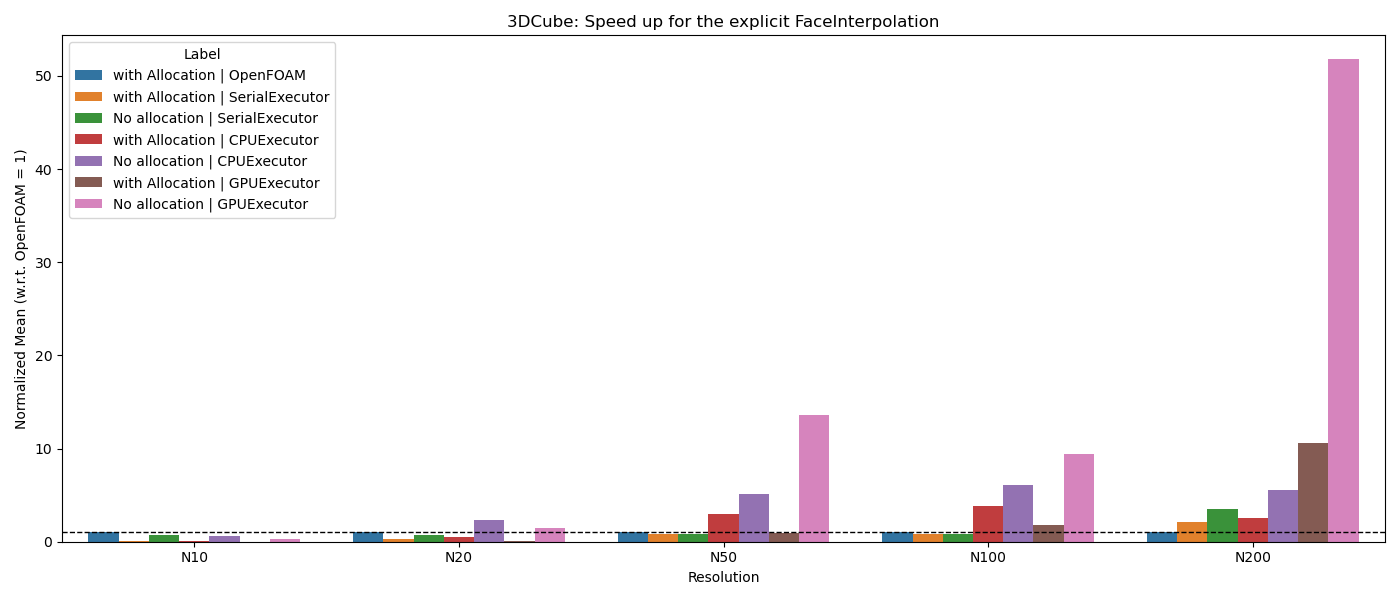 3DCube: Speed up for the explicit FaceInterpolation
Label
with Allocation | OpenFOAM
with Allocation | SerialExecutor
No allocation | SerialExecutor
with Allocation | CPUExecutor
No allocation | CPUExecutor
with Allocation | GPUExecutor
No allocation | GPUExecutor
Normalized Mean (w.r.t. OpenFOAM = 1)
50
40
30
20
10
0
N10 N20 N50 N100 N200
Resolution